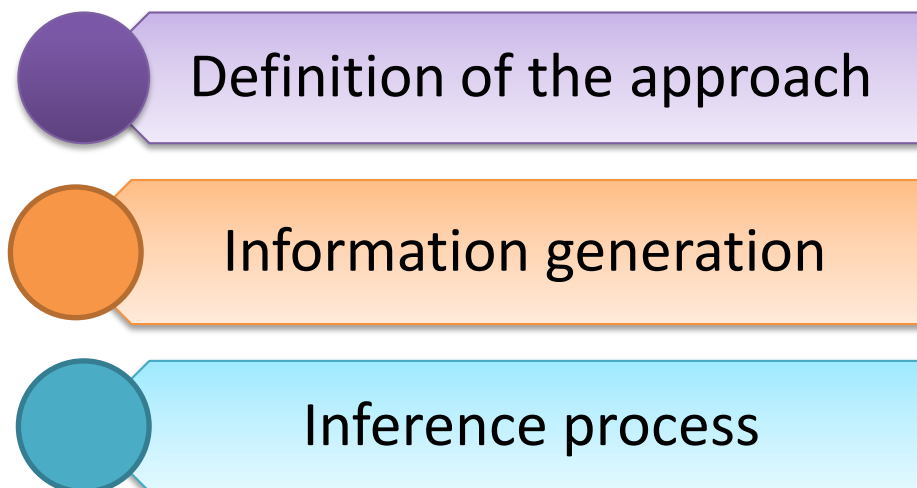 Definition of the approach
Information generation
Inference process